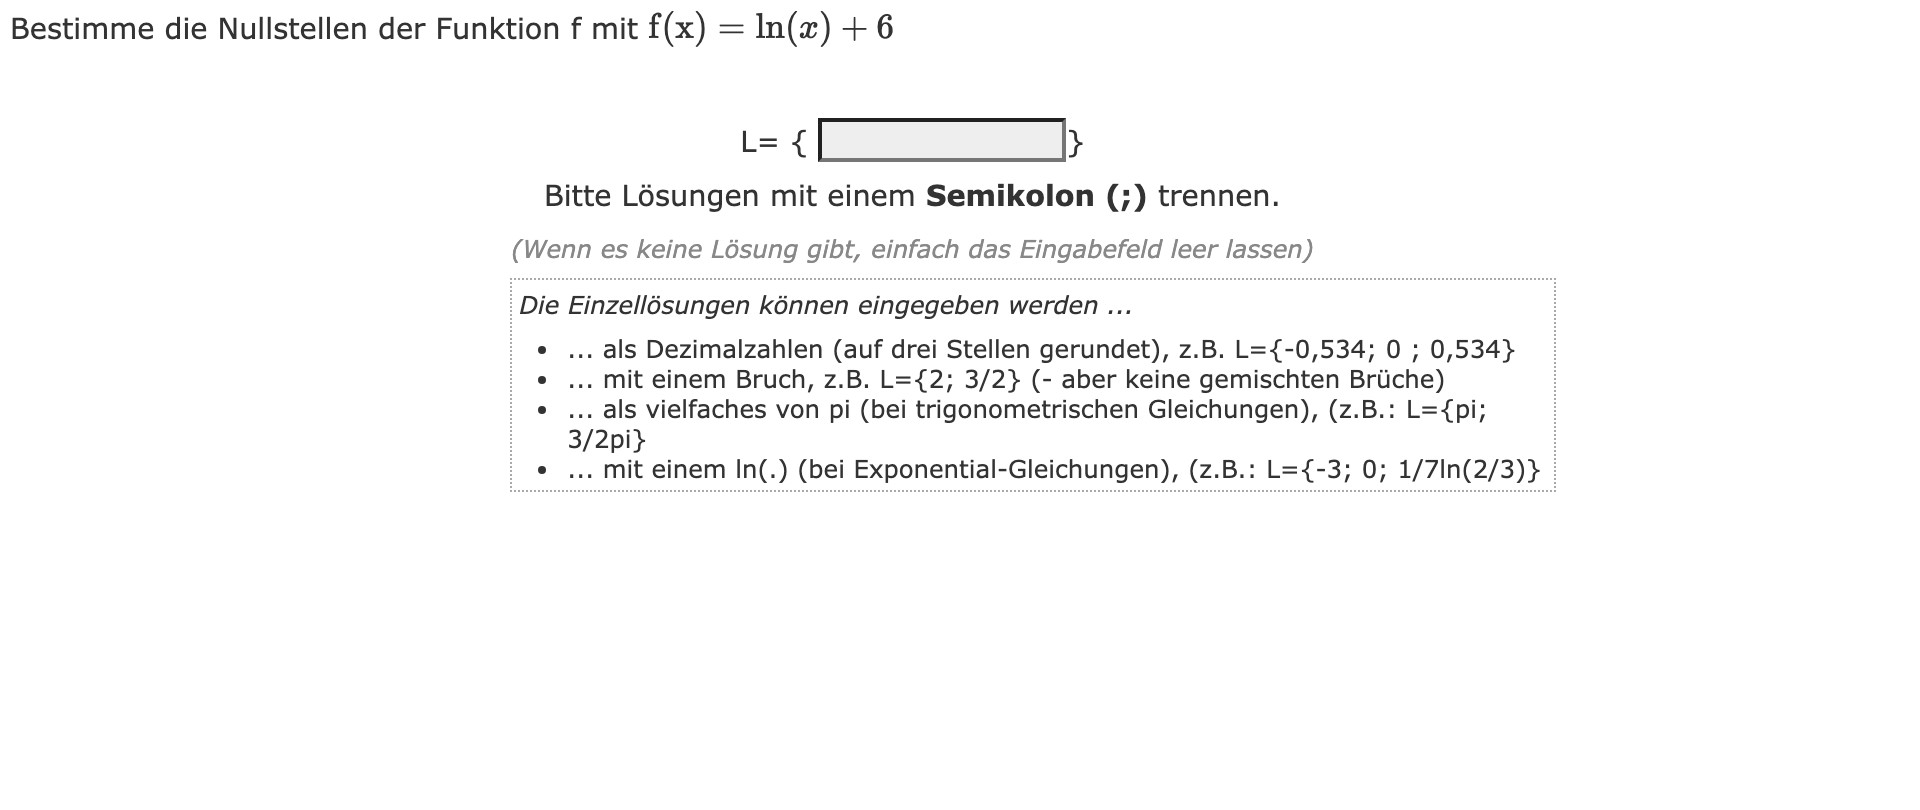 Bestimme die Nullstellen der Funktion f mit f(x) = ln(x) + 6
L= { }
Bitte Lösungen mit einem Semikolon (;) trennen.
(Wenn es keine Lösung gibt, einfach das Eingabefeld leer lassen)
Die Einzellösungen können eingegeben werden ...
• ... als Dezimalzahlen (auf drei Stellen gerundet), z.B. L={-0,534; 0 ; 0,534}
• ... mit einem Bruch, z.B. L={2; 3/2} (- aber keine gemischten Brüche)
• ... als vielfaches von pi (bei trigonometrischen Gleichungen), (z.B.: L={pi;
3/2pi}
• ... mit einem ln(.) (bei Exponential-Gleichungen), (z.B.: L={-3; 0; 1/7ln(2/3)}